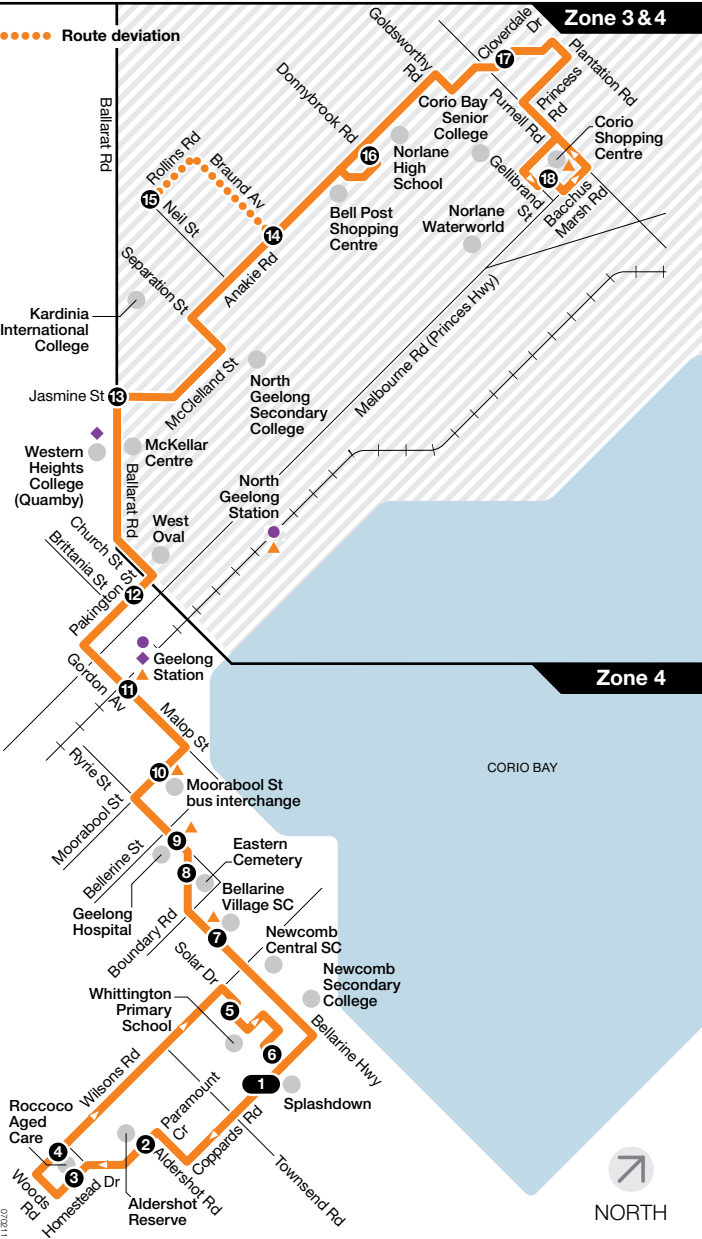 Zone 3 & 4
Route deviation
Ballarat Rd
Goldsworthy
Rd
Cloverdale
Dr
Plantation Rd
Princess
Rd
Purnell Rd
17
Donnybrook Rd
Corio Bay
Senior
College
Corio
Shopping
Centre
16
Norlane
High
School
18
Gellibrand
St
Bacchus
Marsh Rd
Rollins Rd
Braund Av
15
Neil St
14
Bell Post
Shopping
Centre
Norlane
Waterworld
Anakie Rd
Separation St
Kardinia
International
College
Melbourne Rd (Princes Hwy)
McClelland St
North
Geelong
Secondary
College
Jasmine St
13
Western
Heights
College
(Quamby)
McKellar
Centre
Ballarat Rd
North
Geelong
Station
West
Oval
Church St
Brittania St
Pakington St
12
Geelong
Station
Gordon Av
11
Zone 4
Malop St
CORIO BAY
Ryrie St
10
Moorabool St
bus interchange
Moorabool St
9
Bellerine St
8
Eastern
Cemetery
Geelong
Hospital
Bellarine
Village SC
Boundary Rd
7
Newcomb
Central SC
Solar Dr
Newcomb
Secondary
College
Whittington
Primary
School
5
6
Bellarine Hwy
1
Splashdown
Wilsons Rd
Paramount
Cr
Coppards Rd
Roccoco
Aged
Care
4
2
3
Aldershot Rd
Townsend Rd
Woods
Rd
Homestead Dr
Aldershot
Reserve
NORTH
070211